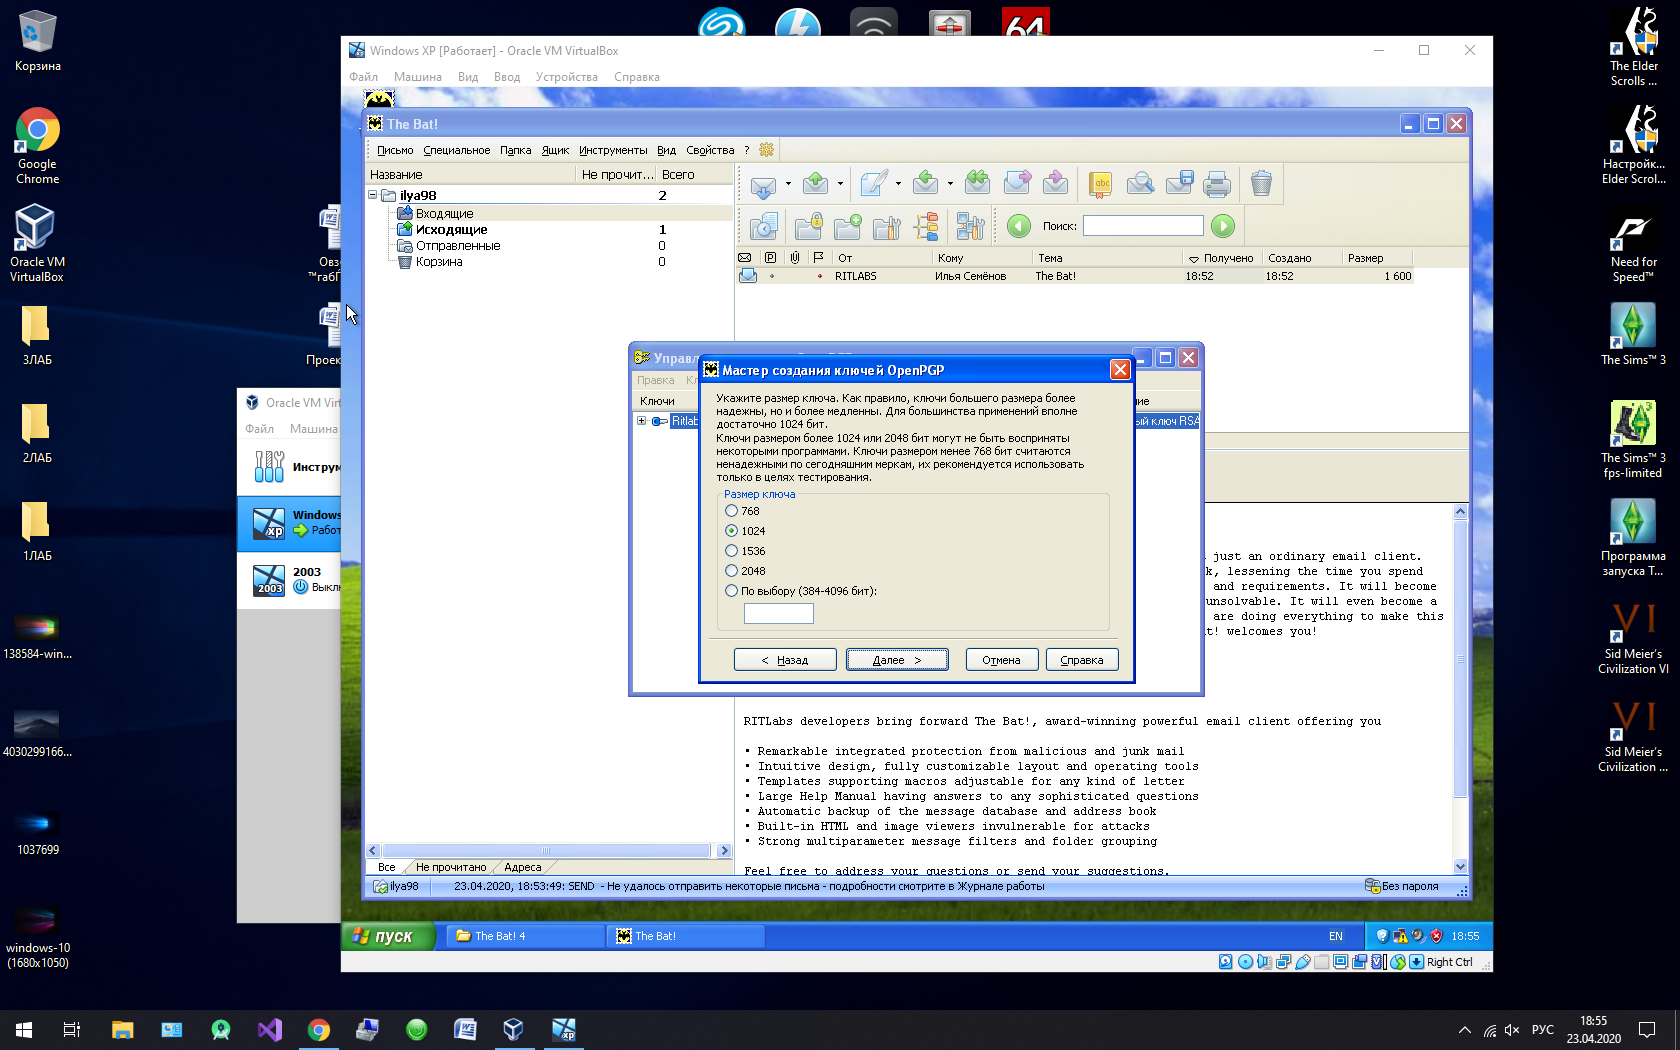 Корзина
Google
Chrome
Oracle VM
VirtualBox
3ЛАБ
2ЛАБ
1ЛАБ
138584-win...
4030299166...
1037699
windows-10
(1680x1050)
64
Windows XP [Работает] - Oracle VM VirtualBox
Файл Машина Вид Ввод Устройства Справка
The Bat!
Письмо Специальное Папка Ящик Инструменты Вид Свойства ?
Название Не прочит... Всего
ilya98 2
Входящие
Исходящие 1
Отправленные 0
Корзина 0
abc
Поиск:
От Кому Тема Получено Создано Размер
RITLABS Илья Семёнов The Bat! 18:52 18:52 1 600
Проек
Oracle VM Virt
Файл Машина
Инструм
Windows
Работ
2003
Выкл
Правка
Ключи
ый ключ RSA
Мастер создания ключей OpenPGP
Укажите размер ключа. Как правило, ключи большего размера более
надежны, но и более медленны. Для большинства применений вполне
достаточно 1024 бит.
Ключи размером более 1024 или 2048 бит могут не быть восприняты
некоторыми программами. Ключи размером менее 768 бит считаются
ненадежными по сегодняшим меркам, их рекомендуется использовать
только в целях тестирования.
Размер ключа
768
1024
1536
2048
По выбору (384-4096 бит):
< Назад Далее > Отмена Справка
just an ordinary email client.
k, lessening the time you spend
and requirements. It will become
unsolvable. It will even become a
are doing everything to make this
t! welcomes you!
RITLabs developers bring forward The Bat!, award-winning powerful email client offering you
• Remarkable integrated protection from malicious and junk mail
• Intuitive design, fully customizable layout and operating tools
• Templates supporting macros adjustable for any kind of letter
• Large Help Manual having answers to any sophisticated questions
• Automatic backup of the message database and address book
• Built-in HTML and image viewers invulnerable for attacks
• Strong multiparameter message filters and folder grouping
Feel free to address your questions or send your suggestions.
Все Не прочитано Адреса
ilya98 23.04.2020, 18:53:49: SEND - Не удалось отправить некоторые письма - подробности смотрите в Журнале работы Без пароля
пуск The Bat! 4 The Bat! EN 18:55
Right Ctrl
The Elder
Scrolls ...
Настройк...
Elder Scrol...
Need for
Speed™
The Sims™ 3
The Sims™ 3
fps-limited
Программа
запуска T...
Sid Meier's
Civilization VI
Sid Meier's
Civilization ...
РУС
18:55
23.04.2020